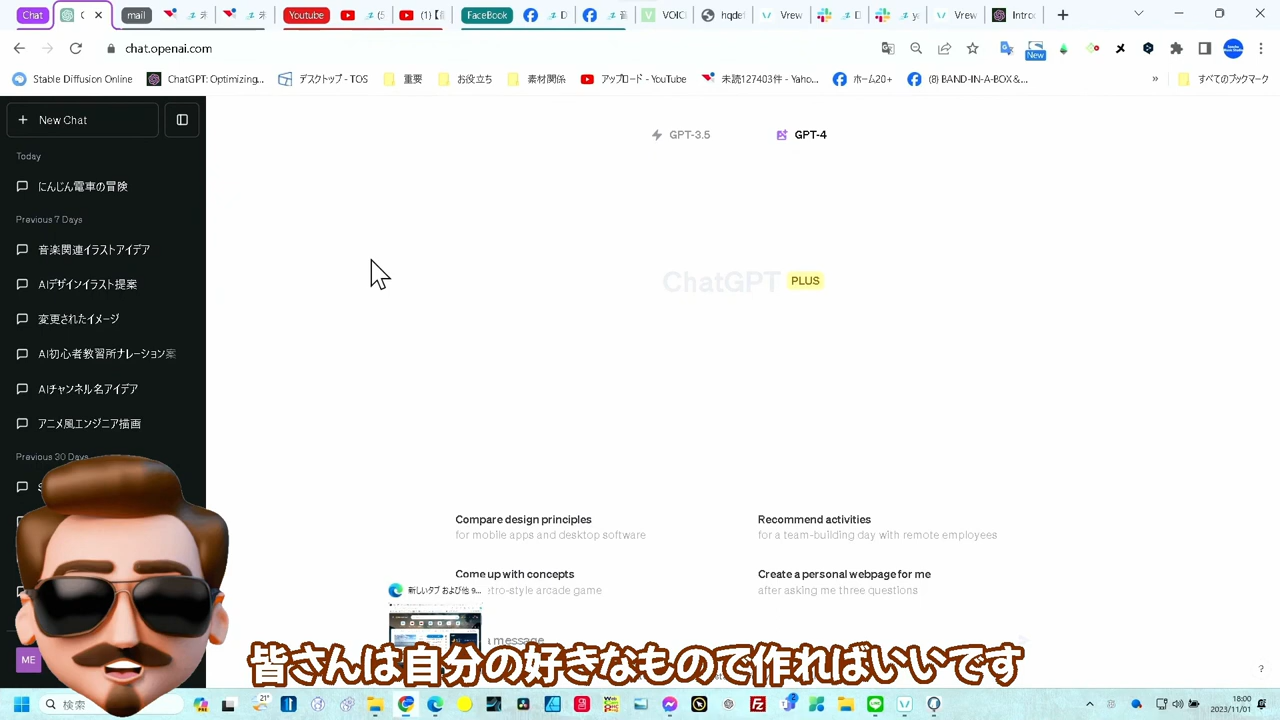 Chat
mail
Youtube
(5
(1)【
FaceBook
VOIC
hqdef
Vrew
Vrew
Intro
chat.openai.com
New
Stable Diffusion Online
ChatGPT: Optimizing...
デスクトップ - TOS
重要
お役立ち
素材関係
アップロード - YouTube
未読127403件 - Yaho...
ホーム20+
(8) BAND-IN-A-BOX &...
»
すべてのブックマーク
New Chat
GPT-3.5
GPT-4
Today
にんじん電車の冒険
Previous 7 Days
音楽関連イラストアイデア
AIデザインイラスト提案
変更されたイメージ
AI初心者教習所ナレーション案
AIチャンネル名アイデア
アニメ風エンジニア描画
Previous 30 Days
ChatGPT PLUS
Compare design principles
for mobile apps and desktop software
Recommend activities
for a team-building day with remote employees
Come up with concepts
tro-style arcade game
Create a personal webpage for me
after asking me three questions
新しいタブ および他 9...
a message
ME
皆さんは自分の好きなもので作ればいいです
?
検索
21°
18:00
2023/11/01